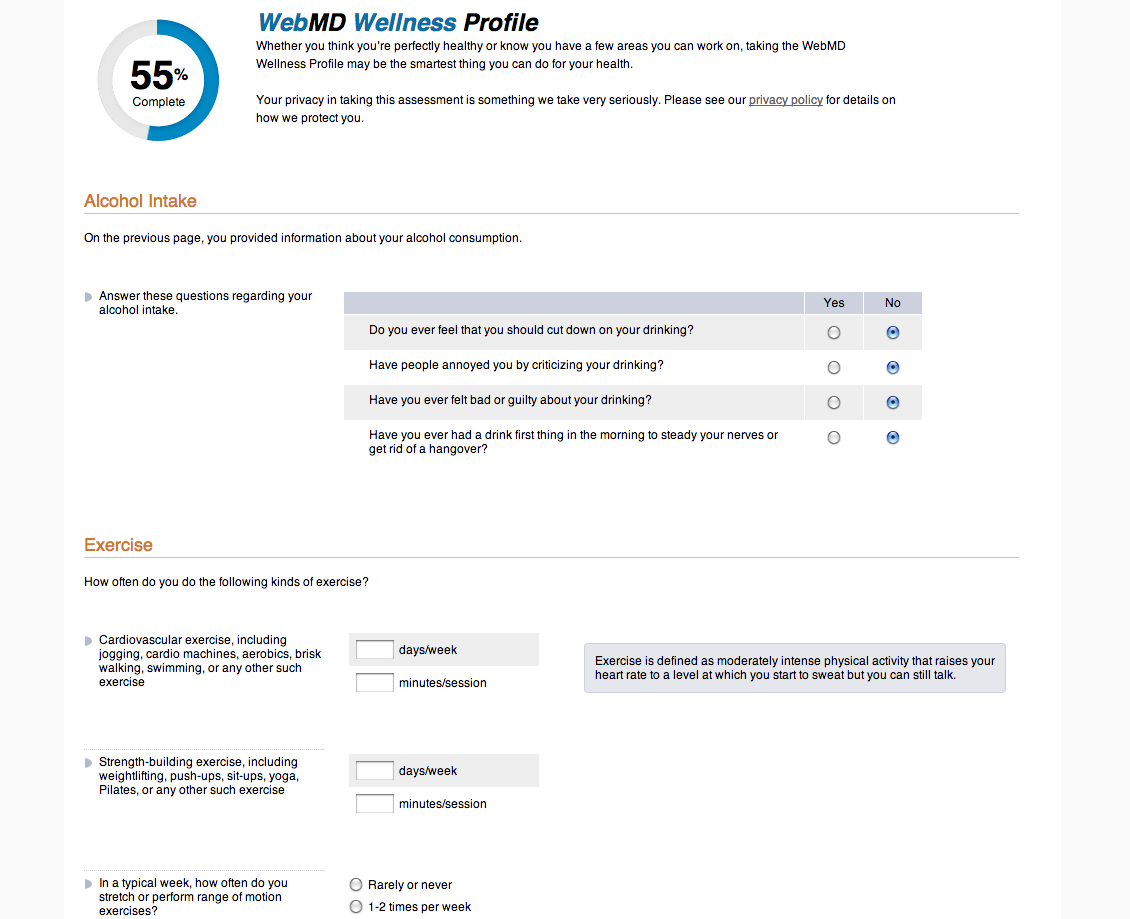 55%
Complete
WebMD Wellness Profile
Whether you think you're perfectly healthy or know you have a few areas you can work on, taking the WebMD
Wellness Profile may be the smartest thing you can do for your health.
Your privacy in taking this assessment is something we take very seriously. Please see our privacy policy for details on
how we protect you.
Alcohol Intake
On the previous page, you provided information about your alcohol consumption.
Answer these questions regarding your
alcohol intake.
Yes No
Do you ever feel that you should cut down on your drinking?
Have people annoyed you by criticizing your drinking?
Have you ever felt bad or guilty about your drinking?
Have you ever had a drink first thing in the morning to steady your nerves or
get rid of a hangover?
Exercise
How often do you do the following kinds of exercise?
Cardiovascular exercise, including
jogging, cardio machines, aerobics, brisk
walking, swimming, or any other such
exercise
days/week
minutes/session
Exercise is defined as moderately intense physical activity that raises your
heart rate to a level at which you start to sweat but you can still talk.
Strength-building exercise, including
weightlifting, push-ups, sit-ups, yoga,
Pilates, or any other such exercise
days/week
minutes/session
In a typical week, how often do you
stretch or perform range of motion
exercises?
Rarely or never
1-2 times per week